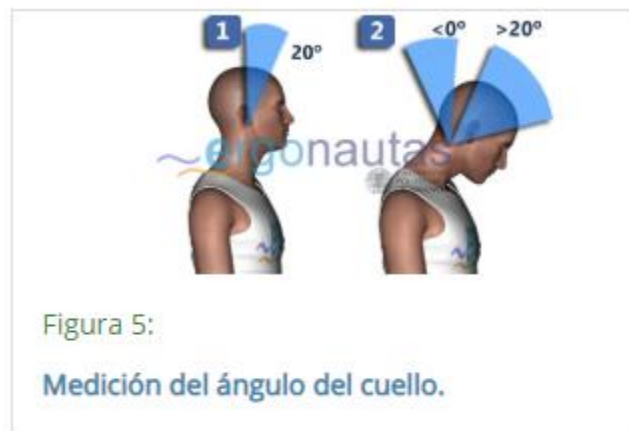 1
20º
2
<0º
>20º
ergonautas
Figura 5:
Medición del ángulo del cuello.